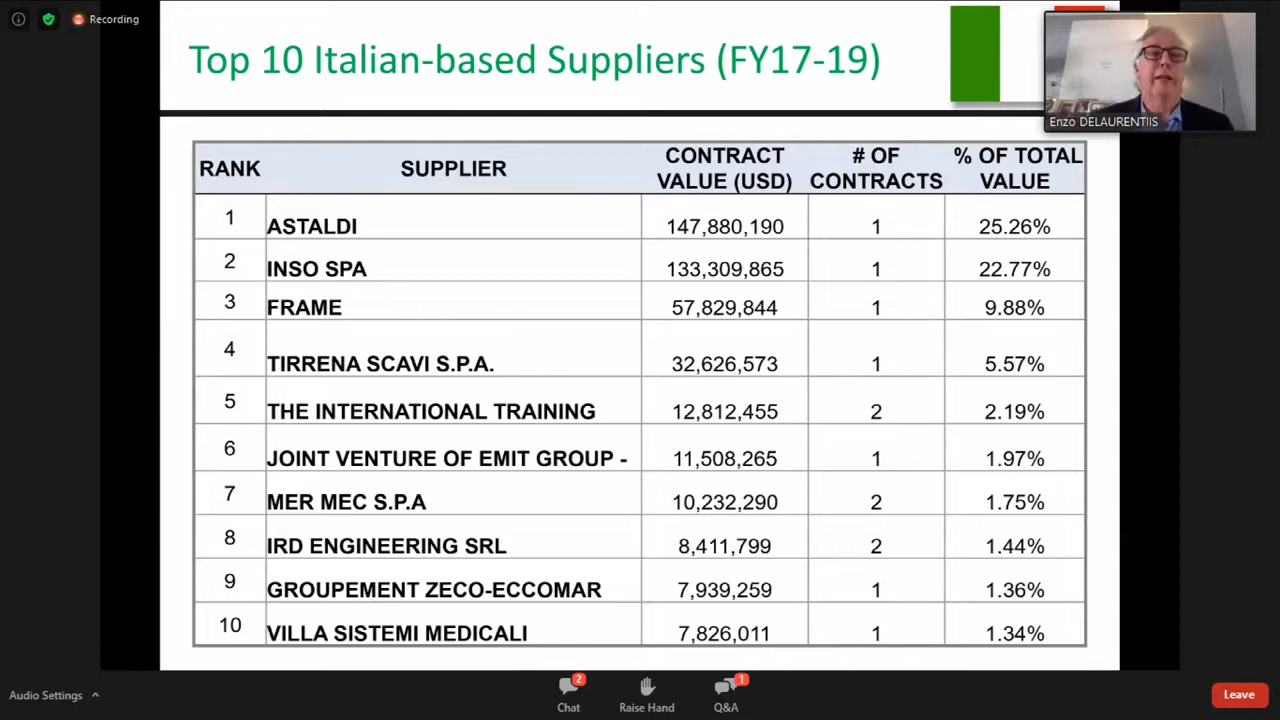 Recording
Top 10 Italian-based Suppliers (FY17-19)
Enzo DELAURENTIIS
RANK SUPPLIER CONTRACT VALUE (USD) # OF CONTRACTS % OF TOTAL VALUE
1 ASTALDI 147,880,190 1 25.26%
2 INSO SPA 133,309,865 1 22.77%
3 FRAME 57,829,844 1 9.88%
4 TIRRENA SCAVI S.P.A. 32,626,573 1 5.57%
5 THE INTERNATIONAL TRAINING 12,812,455 2 2.19%
6 JOINT VENTURE OF EMIT GROUP - 11,508,265 1 1.97%
7 MER MEC S.P.A 10,232,290 2 1.75%
8 IRD ENGINEERING SRL 8,411,799 2 1.44%
9 GROUPEMENT ZECO-ECCOMAR 7,939,259 1 1.36%
10 VILLA SISTEMI MEDICALI 7,826,011 1 1.34%
Audio Settings
2
Chat
Raise Hand
1
Q&A
Leave